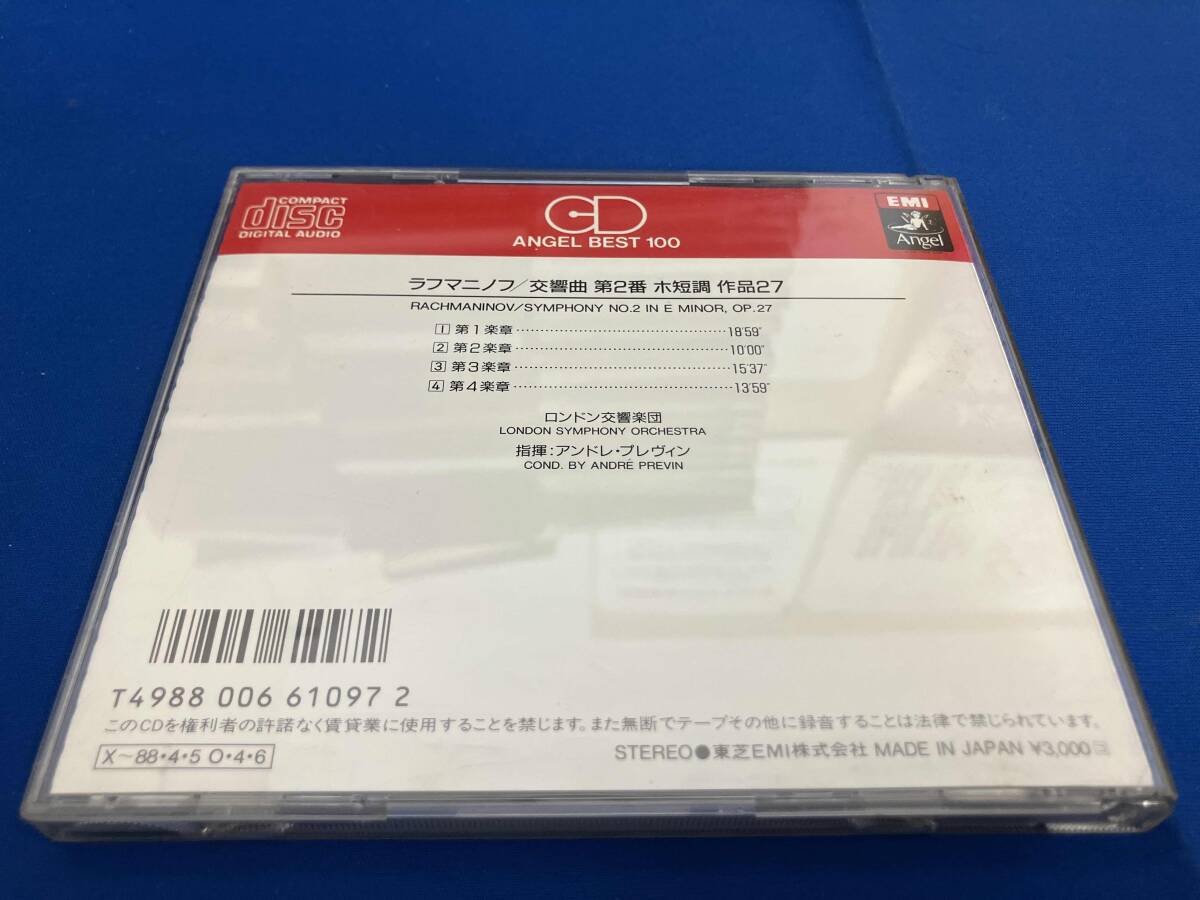 COMPACT
disc
DIGITAL AUDIO
CD
ANGEL BEST 100
EMI
Angel
ラフマニノフ/交響曲 第2番 ホ短調 作品27
RACHMANINOV/SYMPHONY NO.2 IN E MINOR, OP.27
1 第1楽章……………………………………18'59"
2 第2楽章……………………………………10'00"
3 第3楽章……………………………………15'37"
4 第4楽章……………………………………13'59"
ロンドン交響楽団
LONDON SYMPHONY ORCHESTRA
指揮:アンドレ・プレヴィン
COND. BY ANDRÉ PREVIN
T4988 006 61097 2
このCDを権利者の許諾なく賃貸業に使用することを禁じます。また無断でテープその他に録音することは法律で禁じられています。
X〜88・4・5 O・4・6
STEREO●東芝EMI株式会社 MADE IN JAPAN ¥3,000